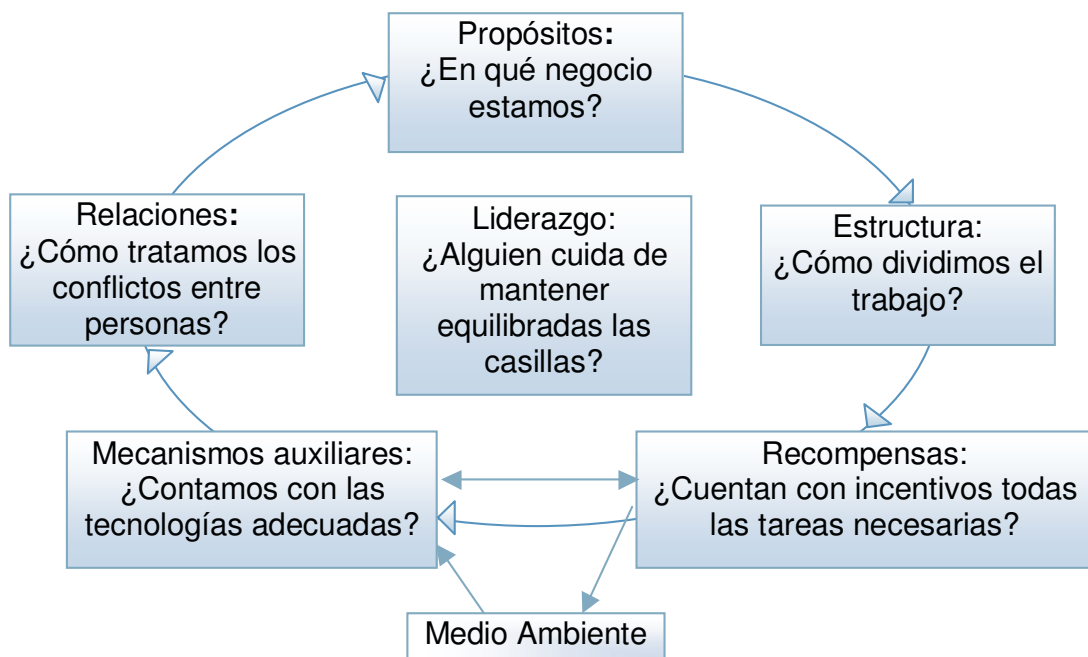 Propósitos:
¿En qué negocio
estamos?
Relaciones:
¿Cómo tratamos los
conflictos entre
personas?
Liderazgo:
¿Alguien cuida de
mantener
equilibradas las
casillas?
Estructura:
¿Cómo dividimos el
trabajo?
Mecanismos auxiliares:
¿Contamos con las
tecnologías adecuadas?
Recompensas:
¿Cuentan con incentivos todas
las tareas necesarias?
Medio Ambiente